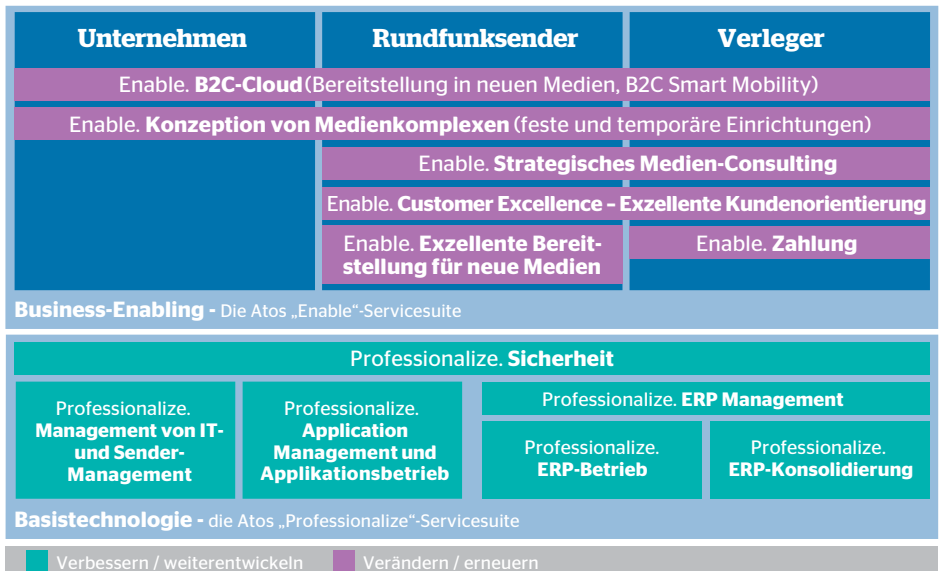 Unternehmen
Rundfunksender
Verleger
Enable. B2C-Cloud (Bereitstellung in neuen Medien, B2C Smart Mobility)
Enable. Konzeption von Medienkomplexen (feste und temporäre Einrichtungen)
Enable. Strategisches Medien-Consulting
Enable. Customer Excellence – Exzellente Kundenorientierung
Enable. Exzellente Bereit-
stellung für neue Medien
Enable. Zahlung
Business-Enabling - Die Atos „Enable“-Servicesuite
Professionalize. Sicherheit
Professionalize.
Management von IT-
und Sender-
Management
Professionalize.
Application
Management und
Applikationsbetrieb
Professionalize. ERP Management
Professionalize.
ERP-Betrieb
Professionalize.
ERP-Konsolidierung
Basistechnologie - die Atos „Professionalize“-Servicesuite
Verbessern / weiterentwickeln
Verändern / erneuern